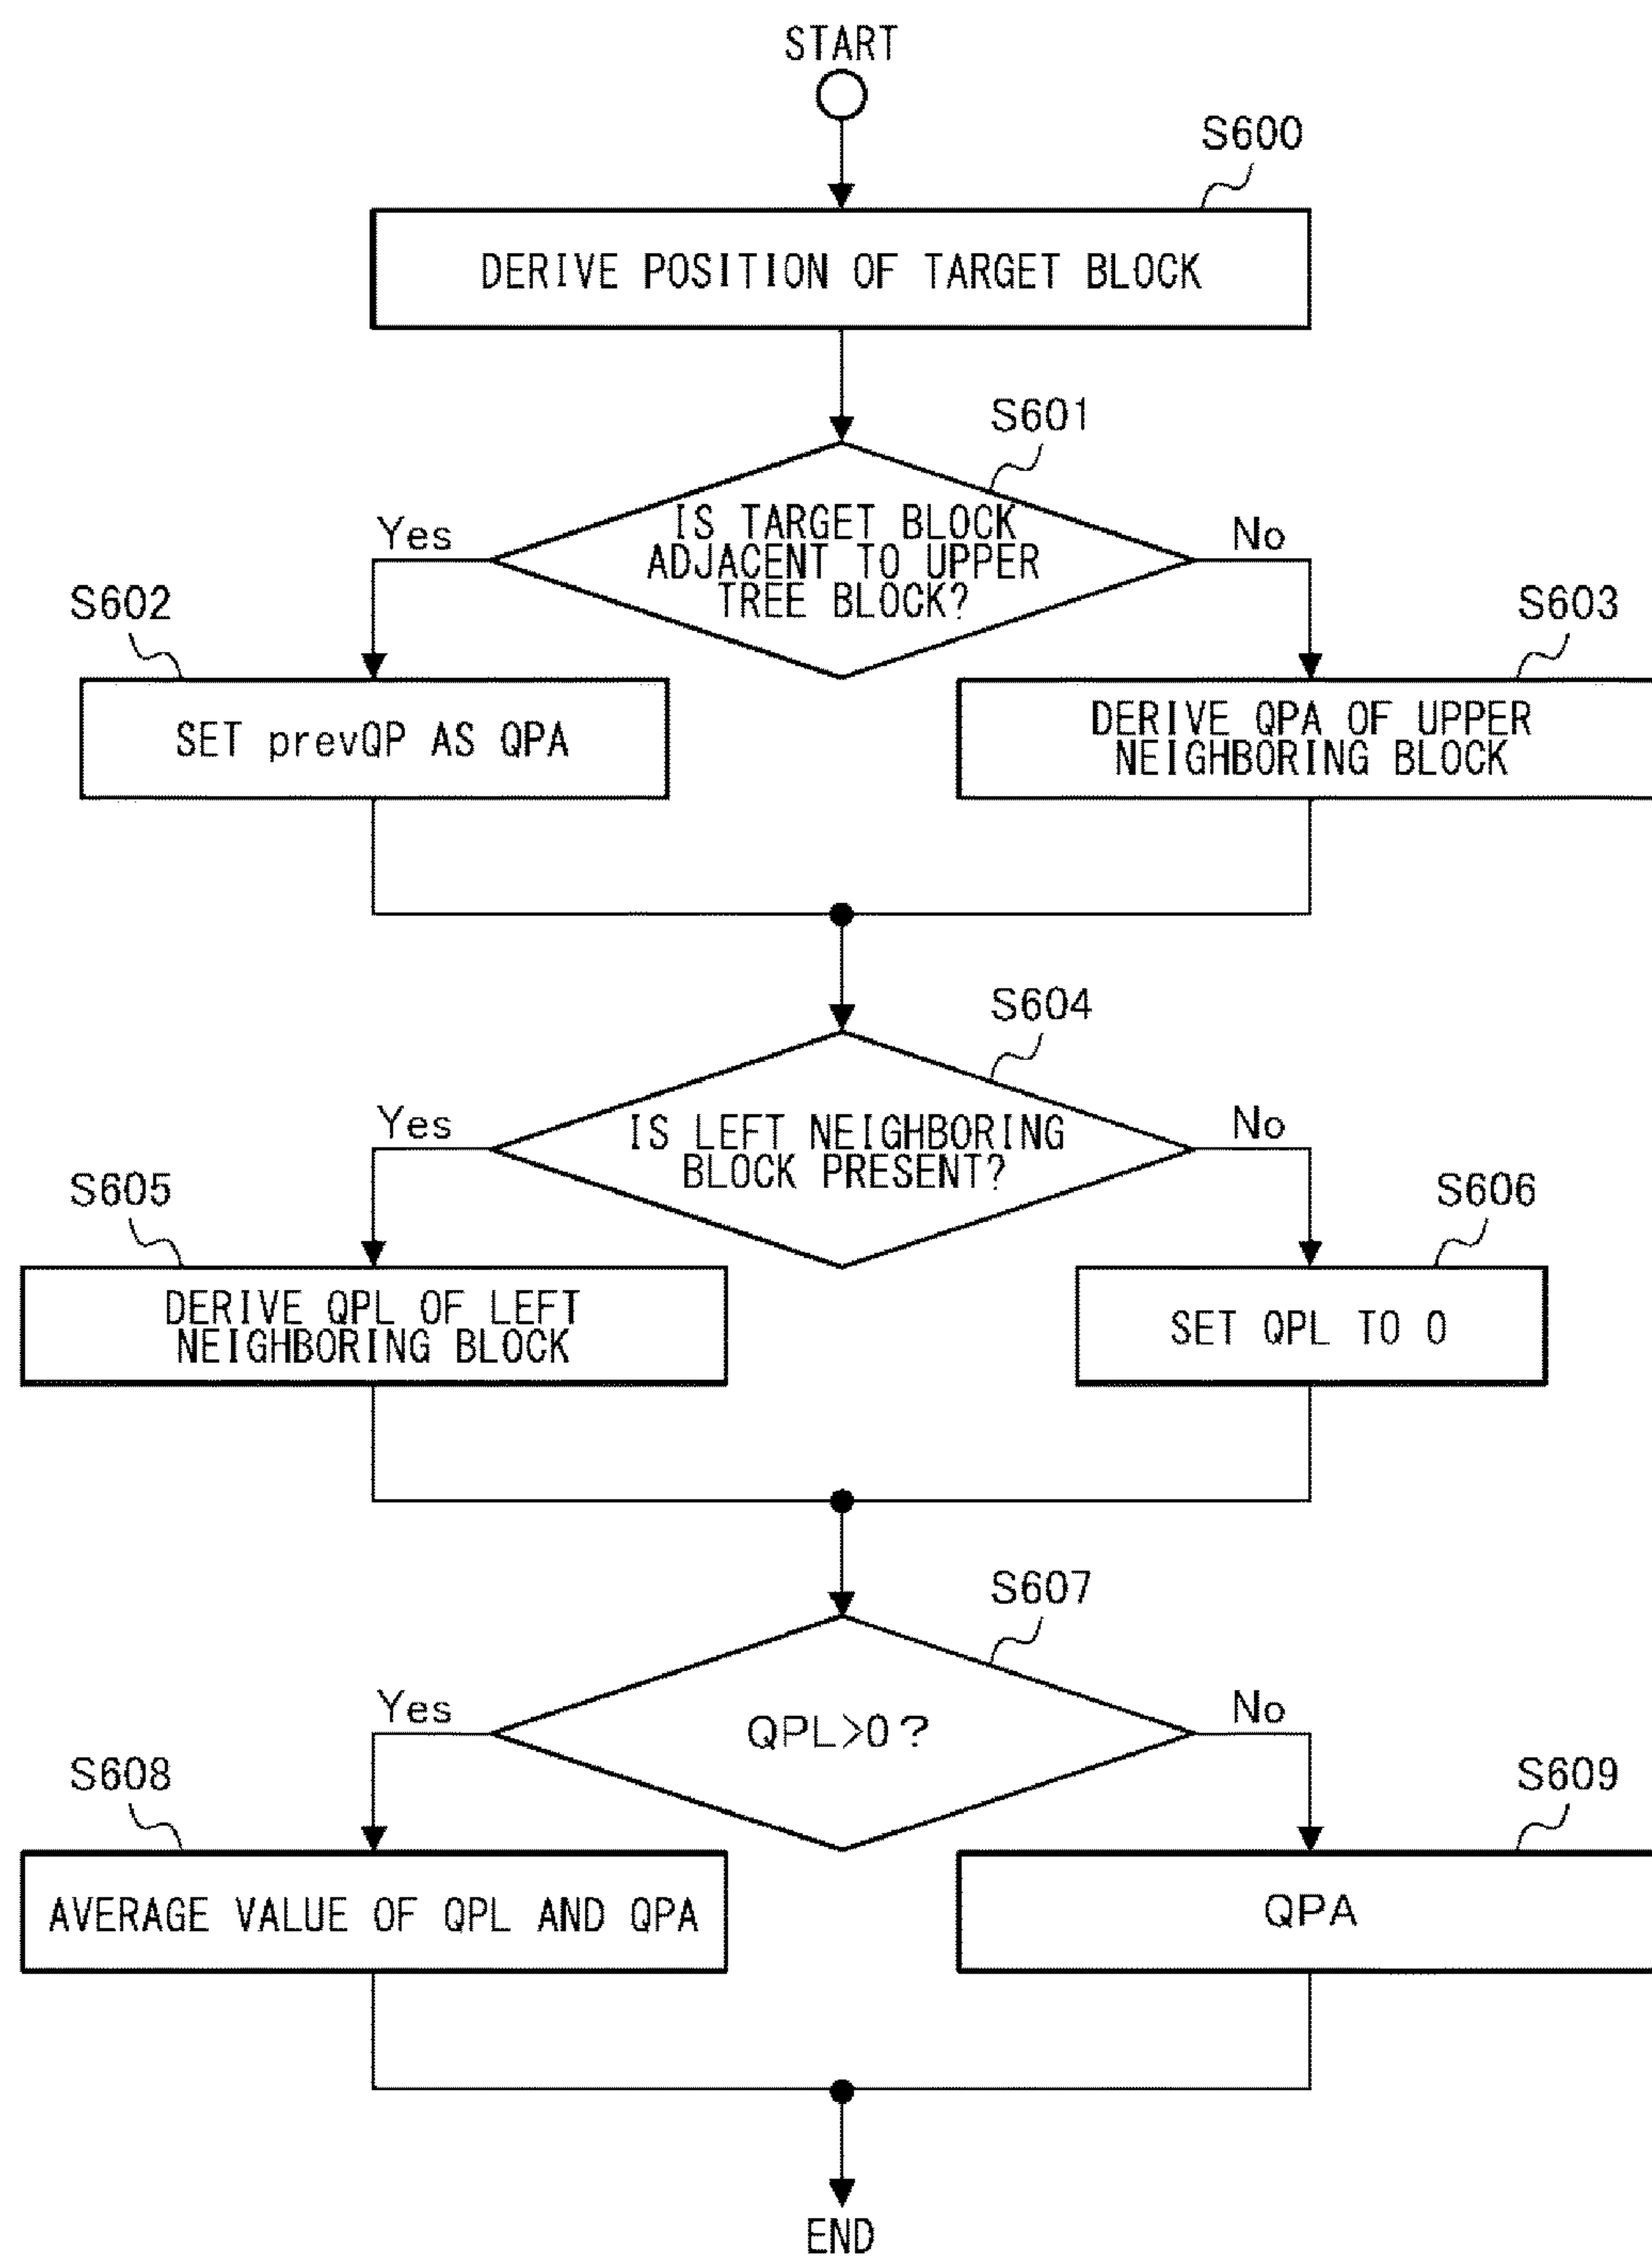 START
S600
DERIVE POSITION OF TARGET BLOCK
S601
IS TARGET BLOCK
ADJACENT TO UPPER
TREE BLOCK?
Yes
No
S602
SET prevQP AS QPA
S603
DERIVE QPA OF UPPER
NEIGHBORING BLOCK
S604
IS LEFT NEIGHBORING
BLOCK PRESENT?
Yes
No
S605
DERIVE QPL OF LEFT
NEIGHBORING BLOCK
S606
SET QPL TO 0
S607
QPL>0?
Yes
No
S608
AVERAGE VALUE OF QPL AND QPA
S609
QPA
END